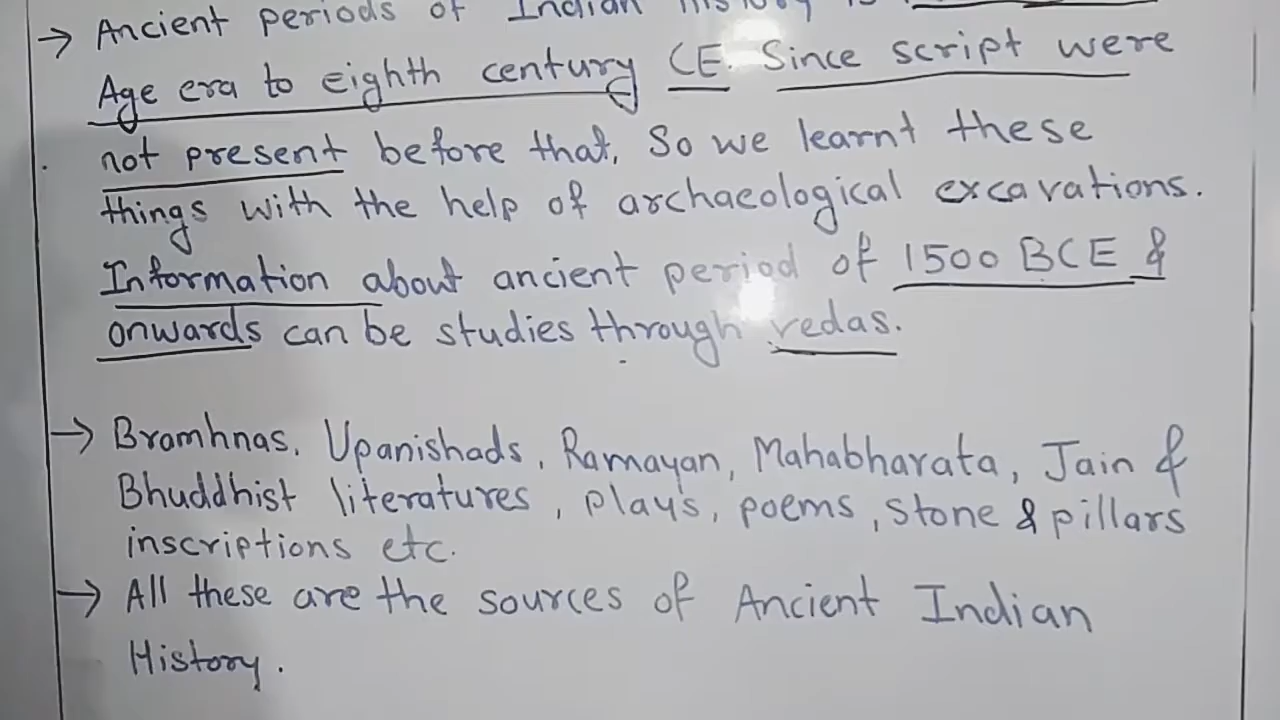 → Ancient periods of Indian History is
Age era to eighth century CE. Since script were
not present before that, So we learnt these
things with the help of archaeological excavations.
Information about ancient period of 1500 BCE &
onwards can be studies through vedas.
→ Bramhnas, Upanishads, Ramayan, Mahabharata, Jain &
Bhuddhist literatures, plays, poems, stone & pillars
inscriptions etc.
→ All these are the sources of Ancient Indian
History.